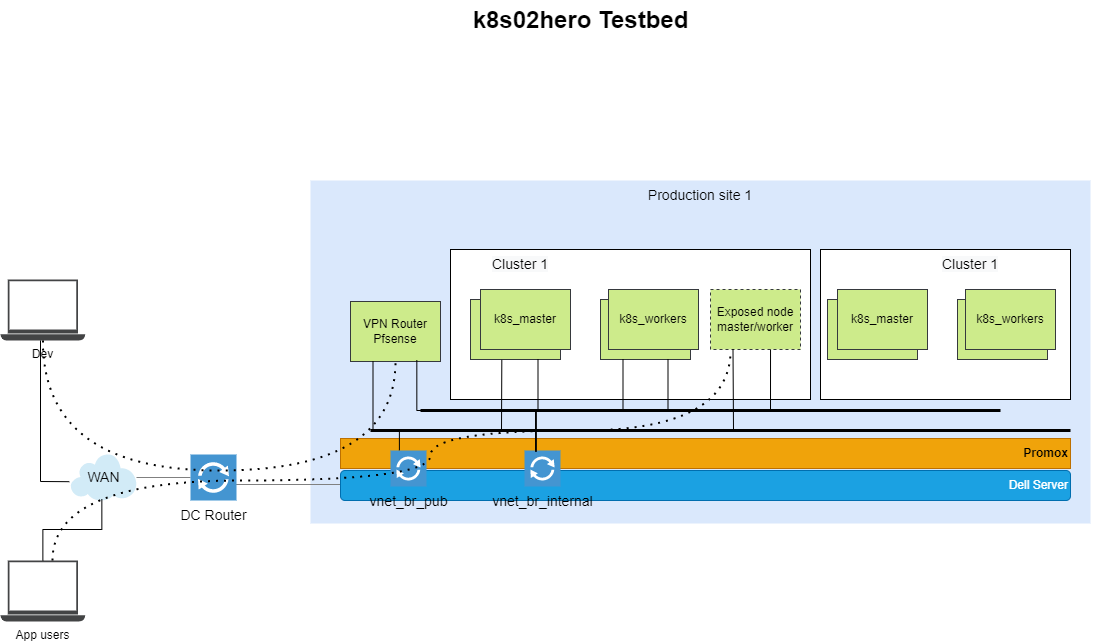 k8s02hero Testbed
Production site 1
Cluster 1
Cluster 1
VPN Router
Pfsense
k8s_master
k8s_workers
Exposed node
master/worker
k8s_master
k8s_workers
Dev
WAN
DC Router
Promox
Dell Server
vnet_br_pub
vnet_br_internal
App users